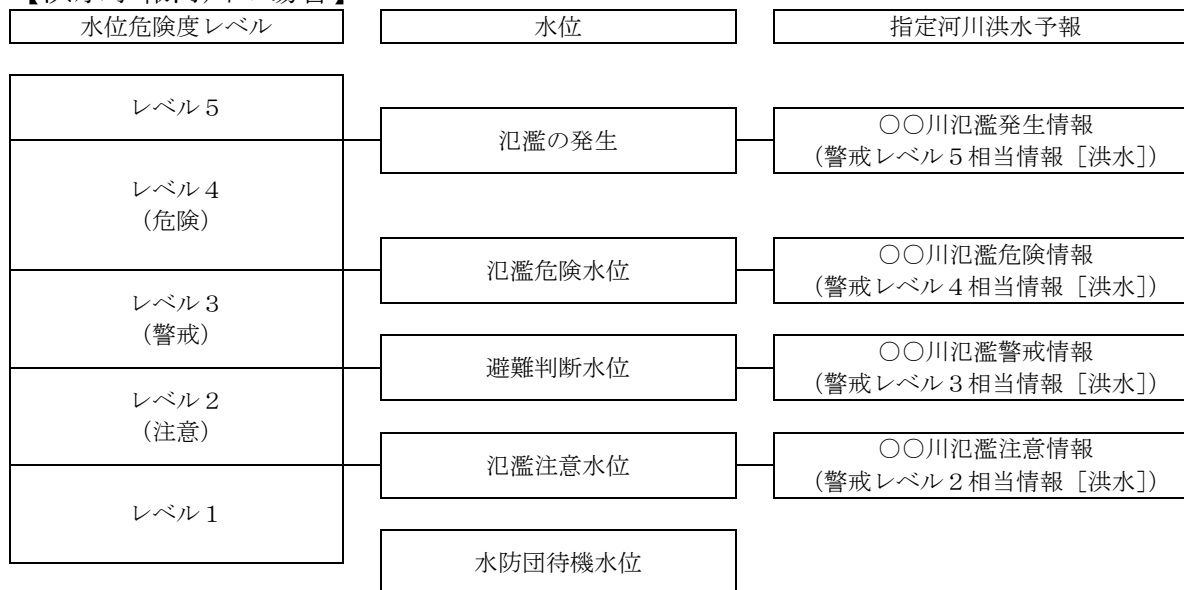 水位危険度レベル
水位
指定河川洪水予報
レベル5
レベル4
(危険)
レベル3
(警戒)
レベル2
(注意)
レベル1
氾濫の発生
氾濫危険水位
避難判断水位
氾濫注意水位
水防団待機水位
○○川氾濫発生情報
(警戒レベル5相当情報[洪水])
○○川氾濫危険情報
(警戒レベル4相当情報[洪水])
○○川氾濫警戒情報
(警戒レベル3相当情報[洪水])
○○川氾濫注意情報
(警戒レベル2相当情報[洪水])